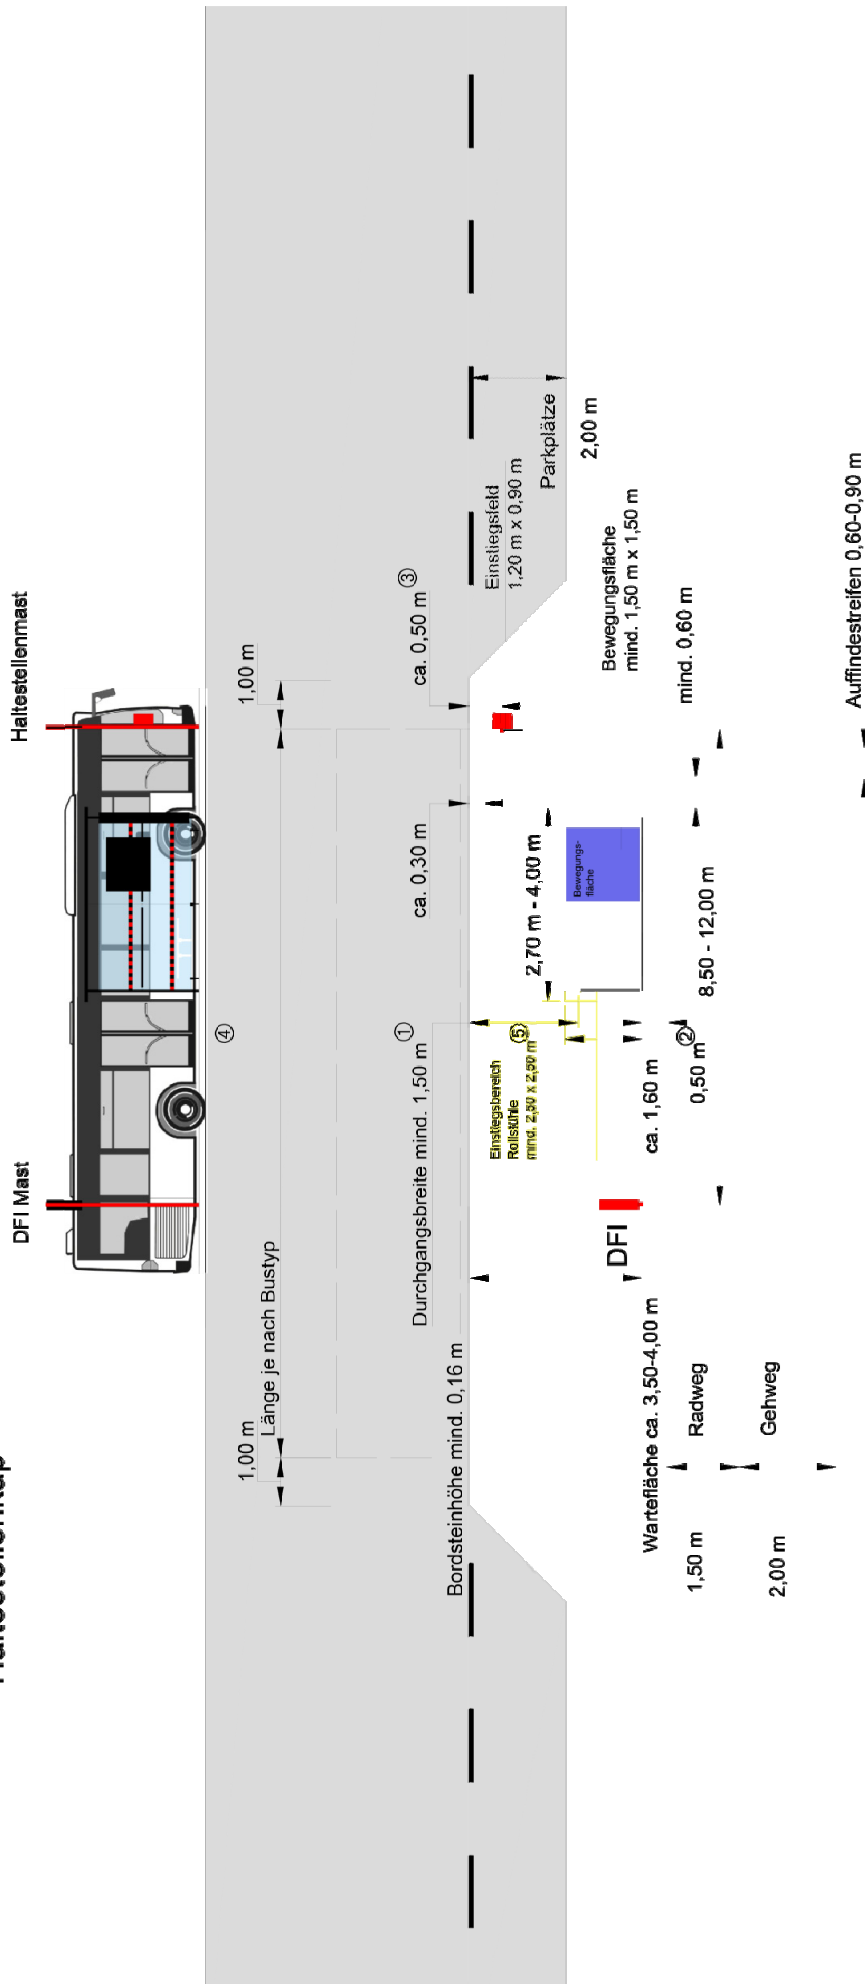 Haltestellenkap
DFI Mast
Haltestellenmast
④
1,00 m
Länge je nach Bustyp
1,00 m
Durchgangsbreite mind. 1,50 m ①
ca. 0,30 m
ca. 0,50 m ③
Bordsteinhöhe mind. 0,16 m
Einstiegsbereich
Rollstühle
mind. 2,50 x 2,50 m
⑤
2,70 m - 4,00 m
Einstiegsfeld
1,20 m x 0,90 m
Parkplätze
2,00 m
Bewegungs-
fläche
Bewegungsfläche
mind. 1,50 m x 1,50 m
DFI
Wartefläche ca. 3,50-4,00 m
ca. 1,60 m
②
0,50 m
mind. 0,60 m
8,50 - 12,00 m
Radweg
1,50 m
Gehweg
2,00 m
Auffindestreifen 0,60-0,90 m